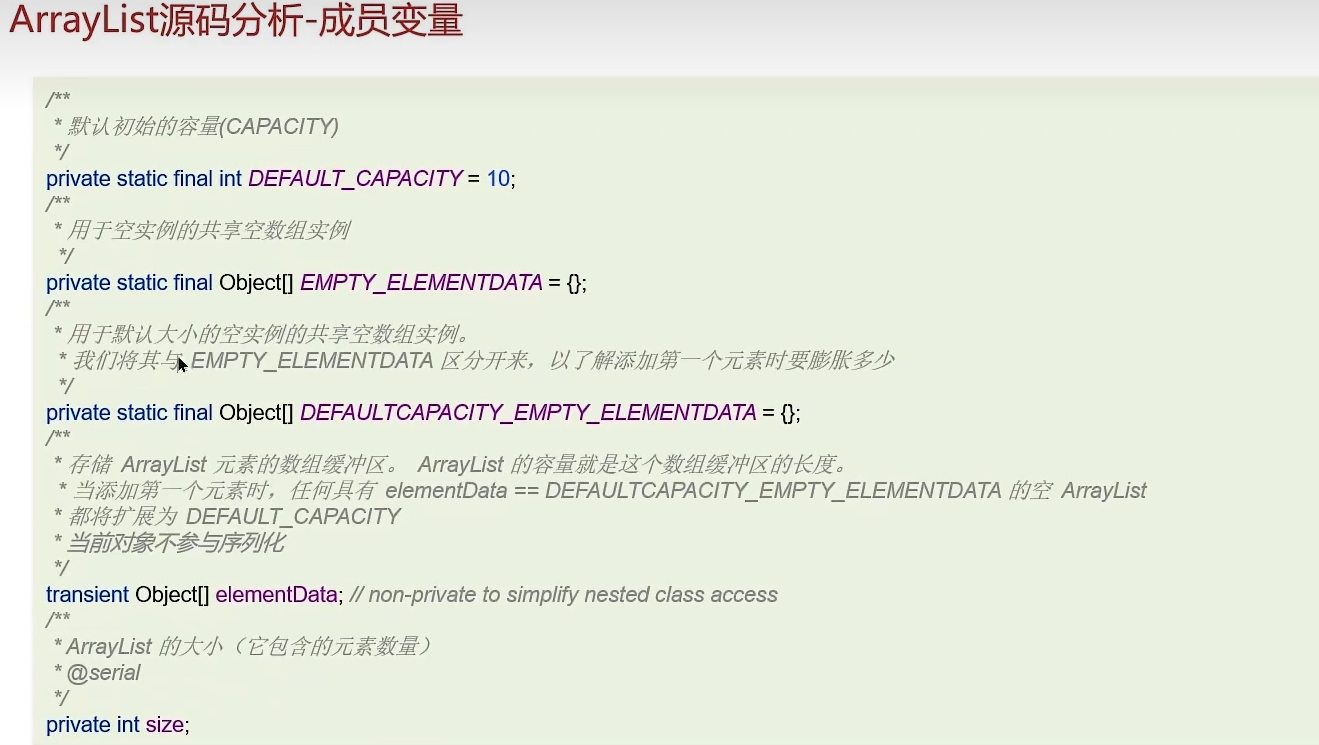 ArrayList源码分析-成员变量
/**
* 默认初始的容量(CAPACITY)
*/
private static final int DEFAULT_CAPACITY = 10;
/**
* 用于空实例的共享空数组实例
*/
private static final Object[] EMPTY_ELEMENTDATA = {};
/**
* 用于默认大小的空实例的共享空数组实例。
* 我们将其与 EMPTY_ELEMENTDATA 区分开来，以了解添加第一个元素时要膨胀多少
*/
private static final Object[] DEFAULTCAPACITY_EMPTY_ELEMENTDATA = {};
/**
* 存储 ArrayList 元素的数组缓冲区。 ArrayList 的容量就是这个数组缓冲区的长度。
* 当添加第一个元素时，任何具有 elementData == DEFAULTCAPACITY_EMPTY_ELEMENTDATA 的空 ArrayList
* 都将扩展为 DEFAULT_CAPACITY
* 当前对象不参与序列化
*/
transient Object[] elementData; // non-private to simplify nested class access
/**
* ArrayList 的大小（它包含的元素数量）
* @serial
*/
private int size;